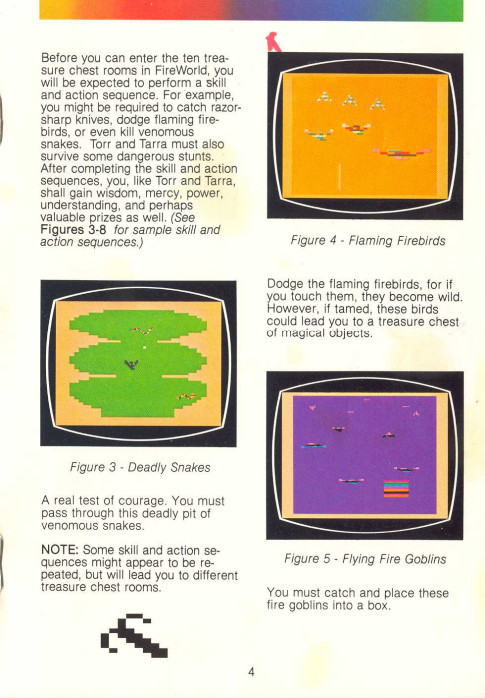 Before you can enter the ten trea-
sure chest rooms in FireWorld, you
will be expected to perform a skill
and action sequence. For example,
you might be required to catch razor-
sharp knives, dodge flaming fire-
birds, or even kill venomous
snakes. Torr and Tarra must also
survive some dangerous stunts.
After completing the skill and action
sequences, you, like Torr and Tarra,
shall gain wisdom, mercy, power,
understanding, and perhaps
valuable prizes as well. (See
Figures 3-8 for sample skill and
action sequences.)
Figure 3 - Deadly Snakes
A real test of courage. You must
pass through this deadly pit of
venomous snakes.
NOTE: Some skill and action se-
quences might appear to be re-
peated, but will lead you to different
treasure chest rooms.
Figure 4 - Flaming Firebirds
Dodge the flaming firebirds, for if
you touch them, they become wild.
However, if tamed, these birds
could lead you to a treasure chest
of magical objects.
Figure 5 - Flying Fire Goblins
You must catch and place these
fire goblins into a box.
4